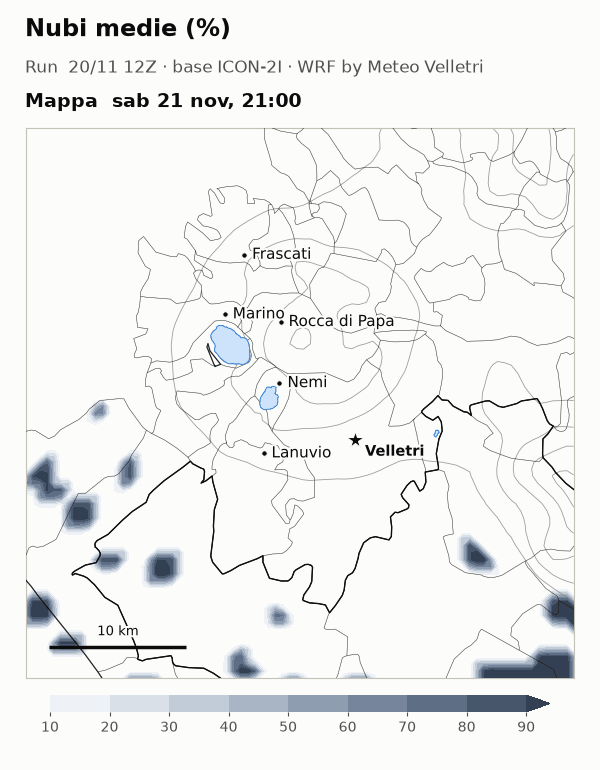 Nubi medie (%)
Run  20/11 12Z · base ICON-2I · WRF by Meteo Velletri
Mappa  sab 21 nov, 21:00
Frascati
Marino
Rocca di Papa
Nemi
Velletri
Lanuvio
10 km
10 20 30 40 50 60 70 80 90